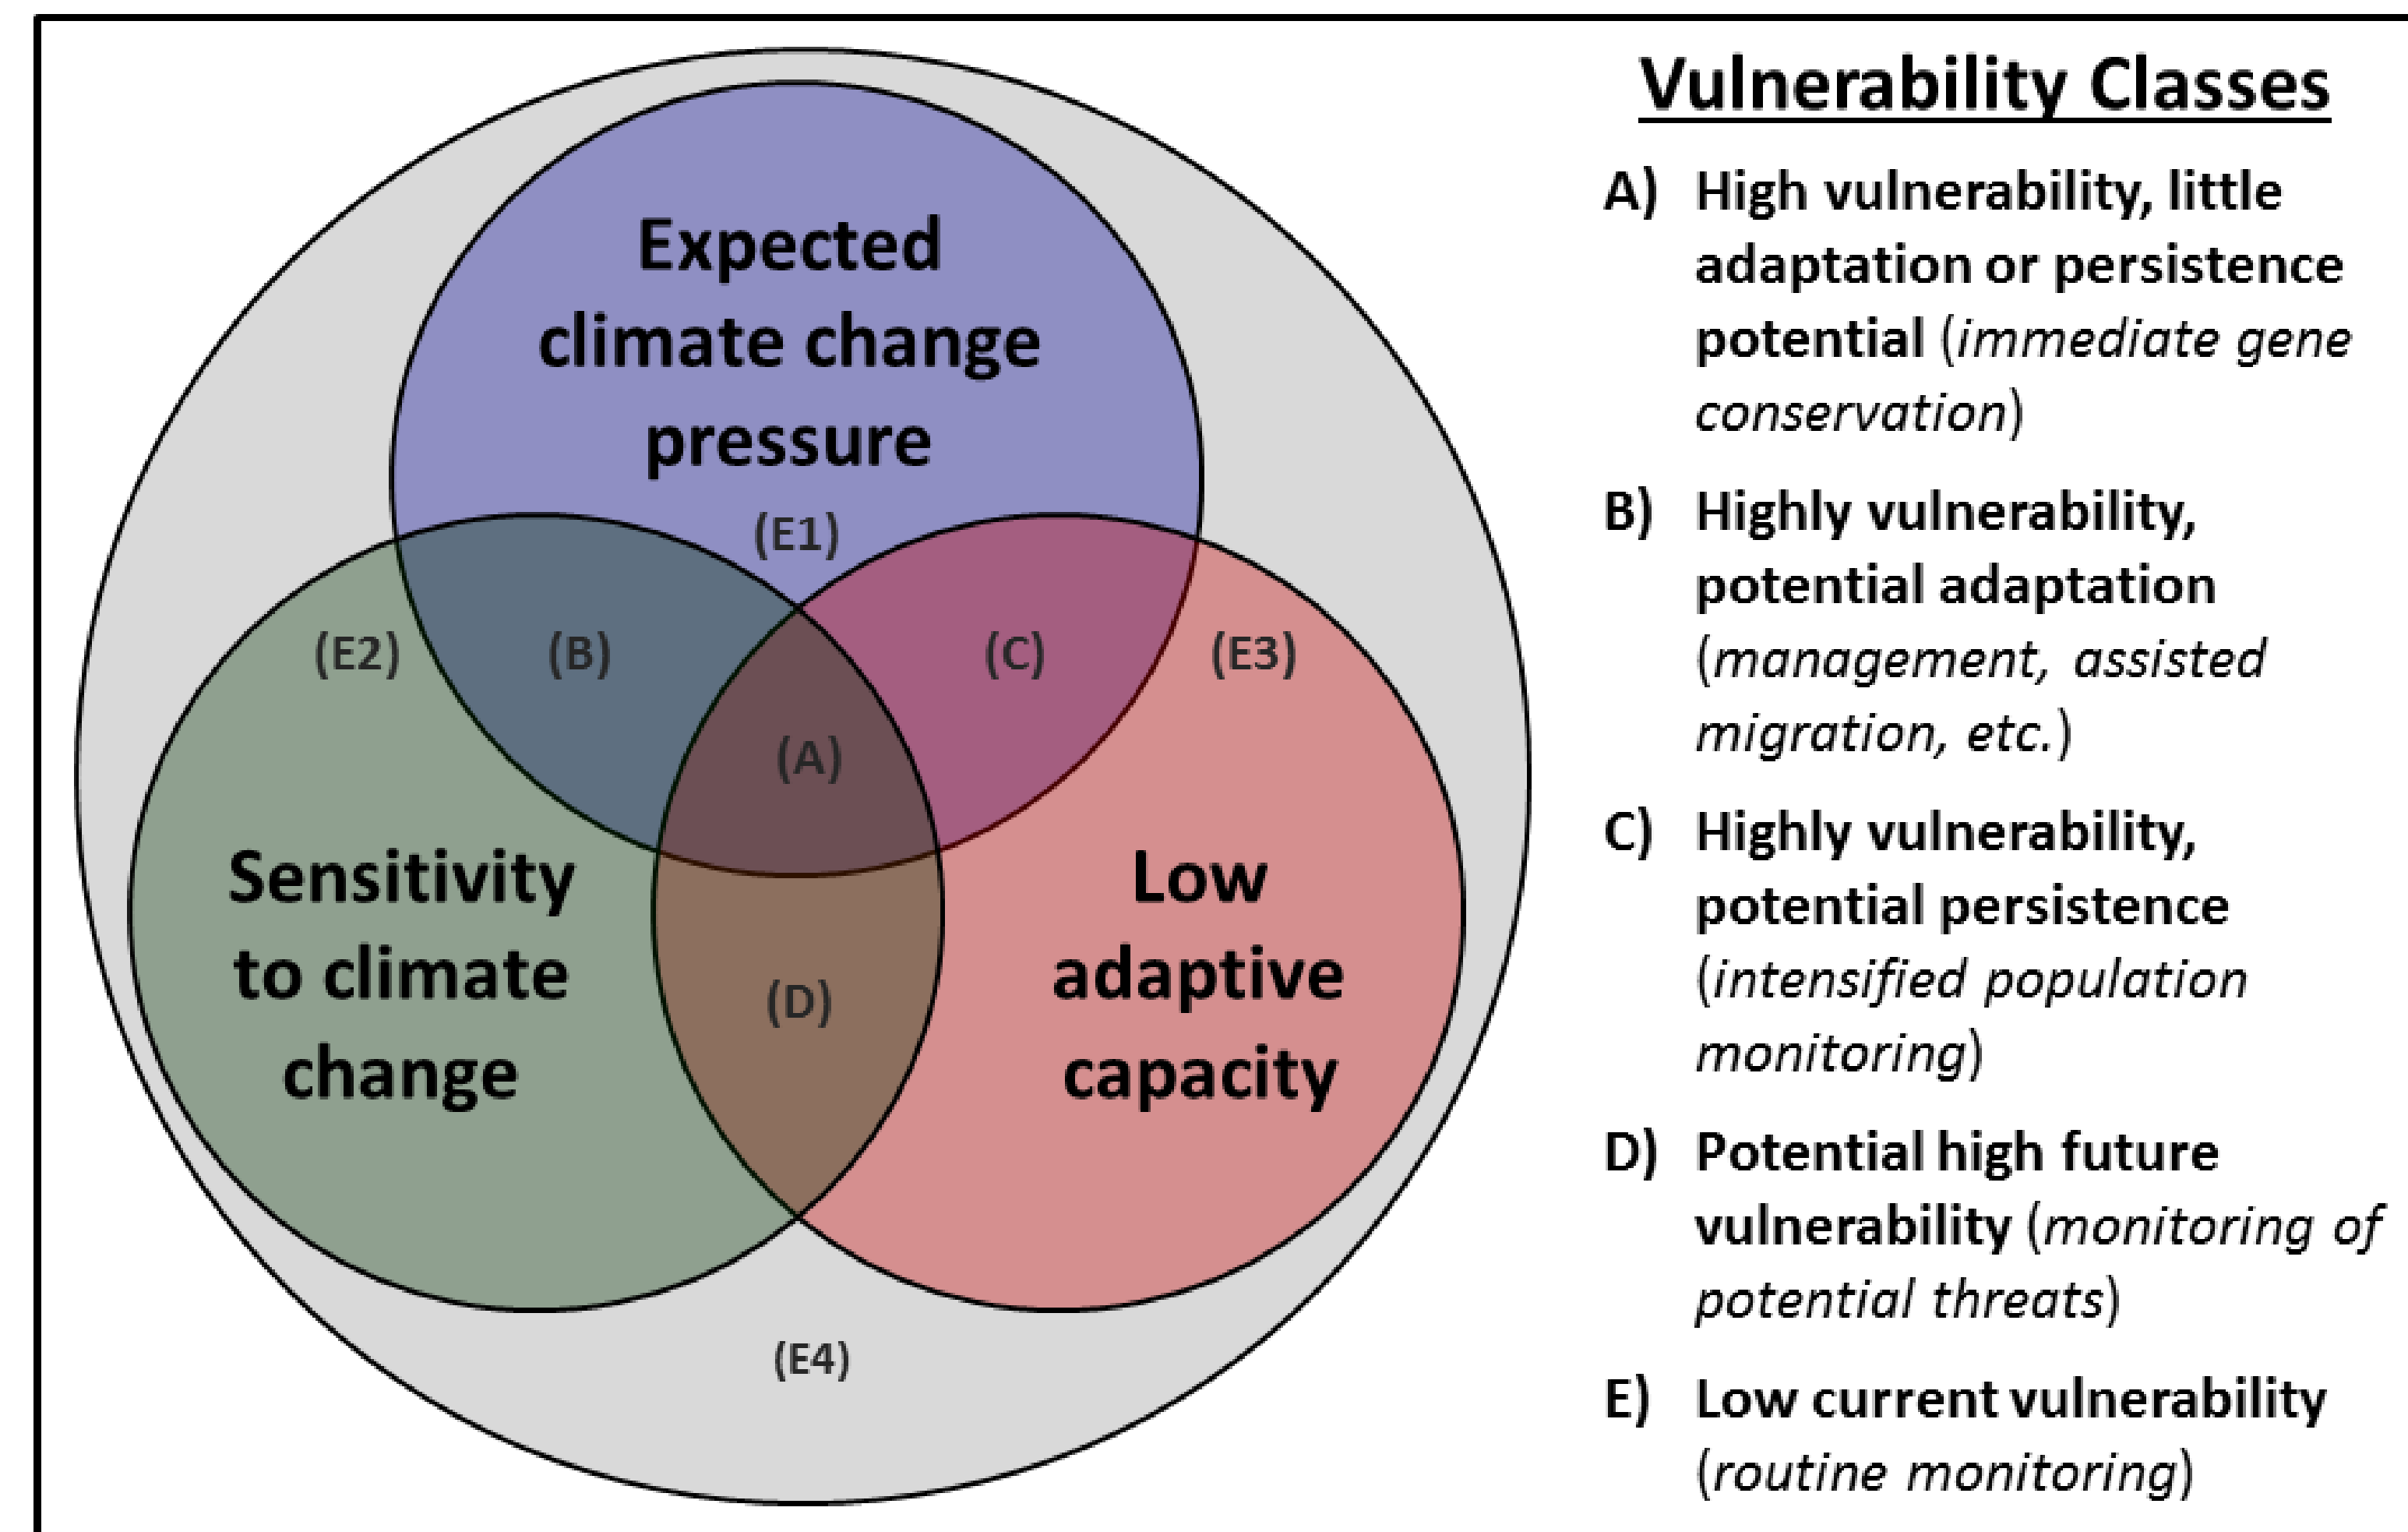 Expected
climate change
pressure
(E1)
(E2)
(B)
(C)
(E3)
(A)
Sensitivity
to climate
change
Low
adaptive
capacity
(D)
(E4)
Vulnerability Classes
A) High vulnerability, little
adaptation or persistence
potential (immediate gene
conservation)
B) Highly vulnerability,
potential adaptation
(management, assisted
migration, etc.)
C) Highly vulnerability,
potential persistence
(intensified population
monitoring)
D) Potential high future
vulnerability (monitoring of
potential threats)
E) Low current vulnerability
(routine monitoring)